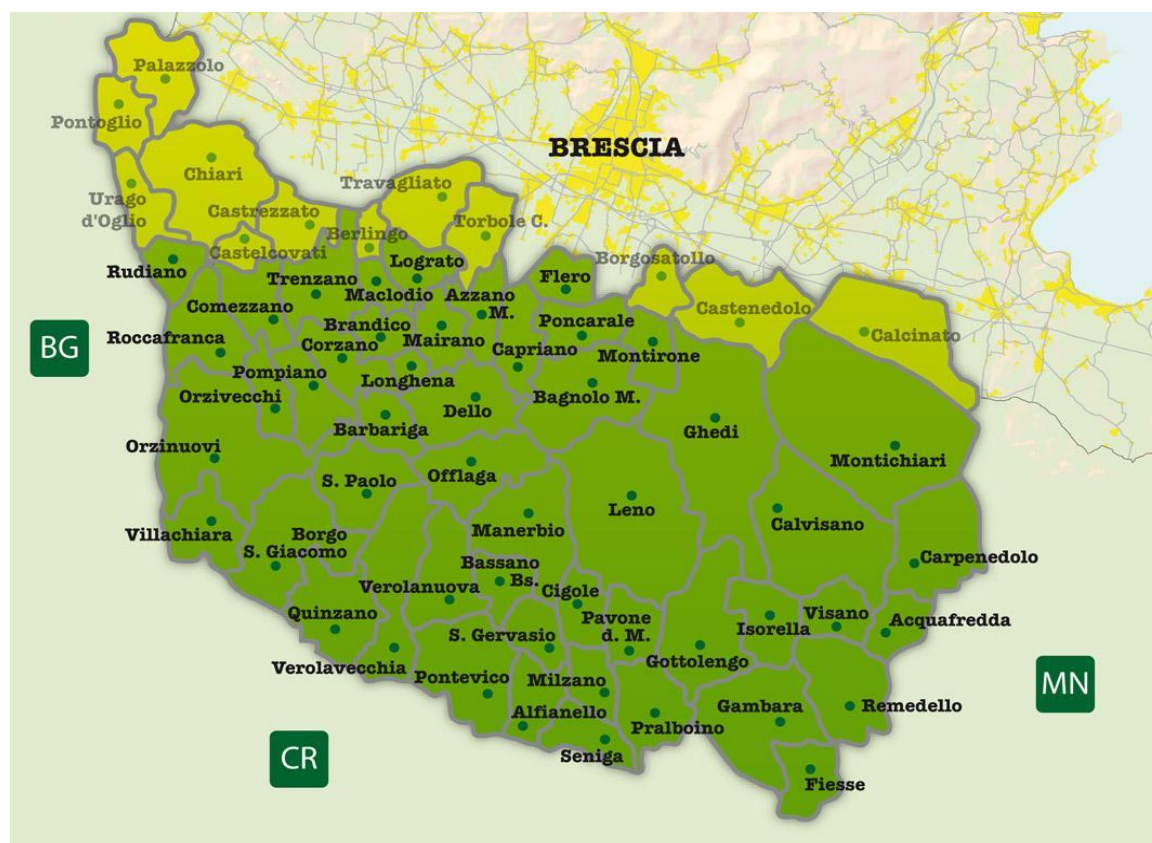 Palazzolo
Pontoglio
BRESCIA
Chiari
Travagliato
Urago
d'Oglio
Castrezzato
Torbole C.
Berlingo
Castelcovati
Borgosatollo
Lograto
Rudiano
Trenzano
Flero
Maclodio
Azzano
M.
Comezzano
Castenedolo
Brandico
Poncarale
Roccafranca
Corzano
Mairano
Calcinato
BG
Capriano
Montirone
Pompiano
Longhena
Orzivecchi
Bagnolo M.
Dello
Barbariga
Ghedi
Orzinuovi
Montichiari
Offlaga
S. Paolo
Leno
Manerbio
Calvisano
Villachiara
Borgo
S. Giacomo
Carpenedolo
Bassano
Bs.
Verolanuova
Cigole
Quinzano
Pavone
d. M.
Visano
Isorella
Acquafredda
S. Gervasio
Gottolengo
Verolavecchia
Pontevico
Milzano
MN
Gambara
Remedello
Alfianello
Pralboino
CR
Seniga
Fiesse